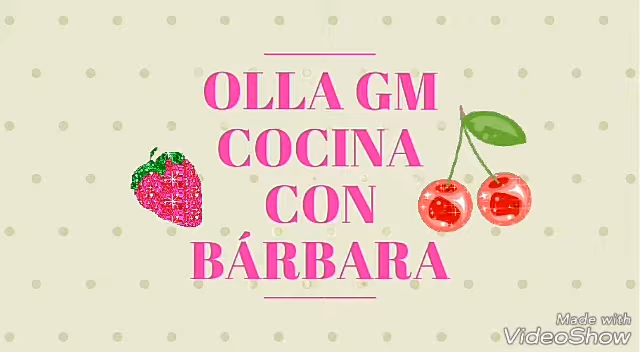 OLLA GM
COCINA
CON
BÁRBARA
Made with
VideoShow